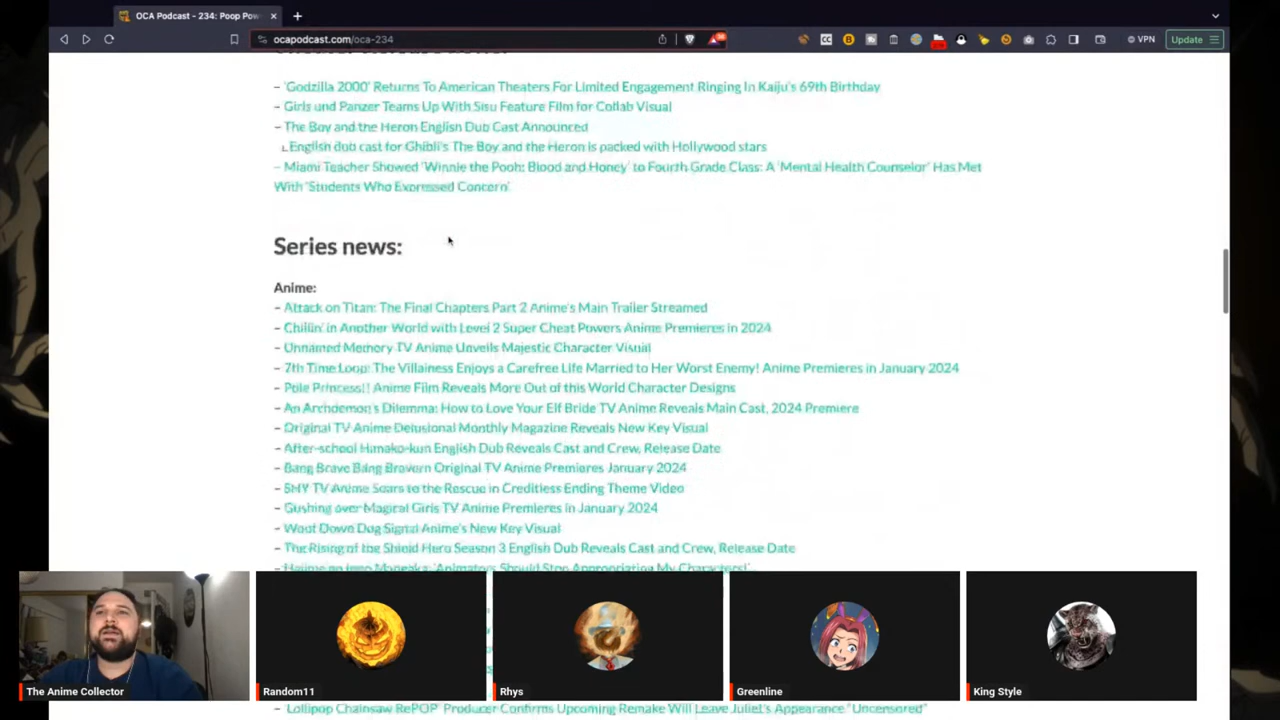 OCA Podcast - 234: Poop Pow
ocapodcast.com/oca-234
VPN
Update
– 'Godzilla 2000' Returns To American Theaters For Limited Engagement Ringing In Kaiju's 69th Birthday
– Girls und Panzer Teams Up With Sisu Feature Film for Collab Visual
– The Boy and the Heron English Dub Cast Announced
English dub cast for Ghibli's The Boy and the Heron is packed with Hollywood stars
– Miami Teacher Showed 'Winnie the Pooh: Blood and Honey' to Fourth Grade Class: A 'Mental Health Counselor' Has Met
With 'Students Who Expressed Concern'
Series news:
Anime:
– Attack on Titan: The Final Chapters Part 2 Anime's Main Trailer Streamed
– Chillin' in Another World with Level 2 Super Cheat Powers Anime Premieres in 2024
– Unnamed Memory TV Anime Unveils Majestic Character Visual
– 7th Time Loop: The Villainess Enjoys a Carefree Life Married to Her Worst Enemy! Anime Premieres in January 2024
– Pole Princess!! Anime Film Reveals More Out of this World Character Designs
– An Archdemon's Dilemma: How to Love Your Elf Bride TV Anime Reveals Main Cast, 2024 Premiere
– Original TV Anime Delusional Monthly Magazine Reveals New Key Visual
– After-school Hanako-kun English Dub Reveals Cast and Crew, Release Date
– Bang Brave Bang Bravern Original TV Anime Premieres January 2024
– SHY TV Anime Soars to the Rescue in Creditless Ending Theme Video
– Gushing over Magical Girls TV Anime Premieres in January 2024
– Woof Down Dog Signal Anime's New Key Visual
– The Rising of the Shield Hero Season 3 English Dub Reveals Cast and Crew, Release Date
Hajime no Ippo Mangaka: 'Animators Should Stop Appropriating My Characters!'
The Anime Collector
Random11
Rhys
Greenline
King Style
'Lollipop Chainsaw RePOP' Producer Confirms Upcoming Remake Will Leave Juliet's Appearance "Uncensored"